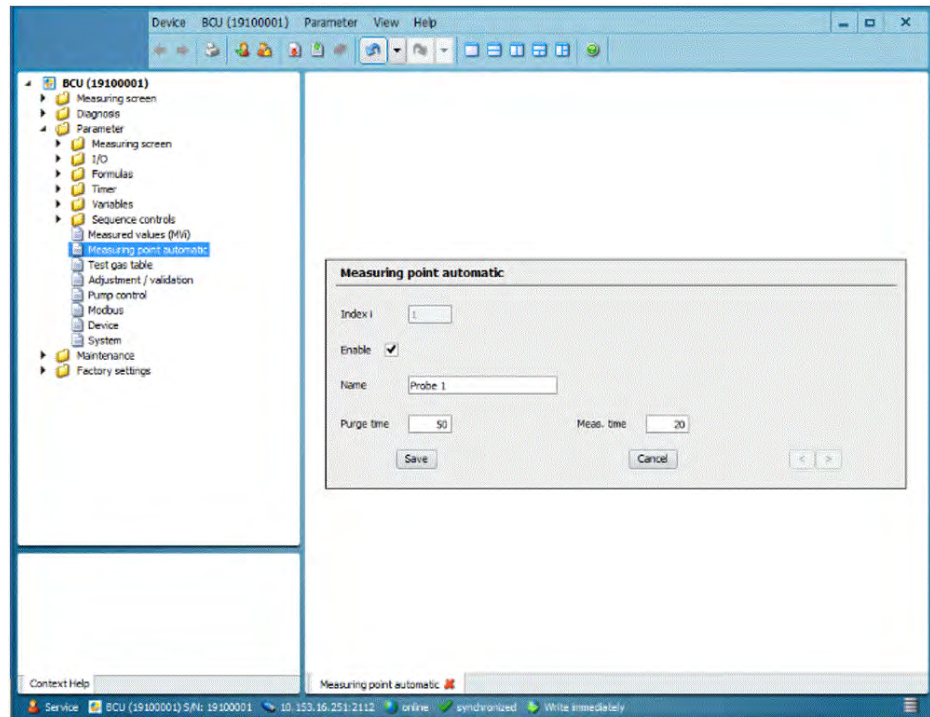 Device BCU (19100001) Parameter View Help
BCU (19100001)
Measuring screen
Diagnosis
Parameter
Measuring screen
I/O
Formulas
Timer
Variables
Sequence controls
Measured values (MVi)
Measuring point automatic
Test gas table
Adjustment / validation
Pump control
Modbus
Device
System
Maintenance
Factory settings
Measuring point automatic
Index i 1
Enable
Name Probe 1
Purge time 50 Meas. time 20
Save Cancel < >
Context Help
Measuring point automatic
Service BCU (19100001) S/N: 19100001 10.153.16.251:2112 online synchronized Write immediately